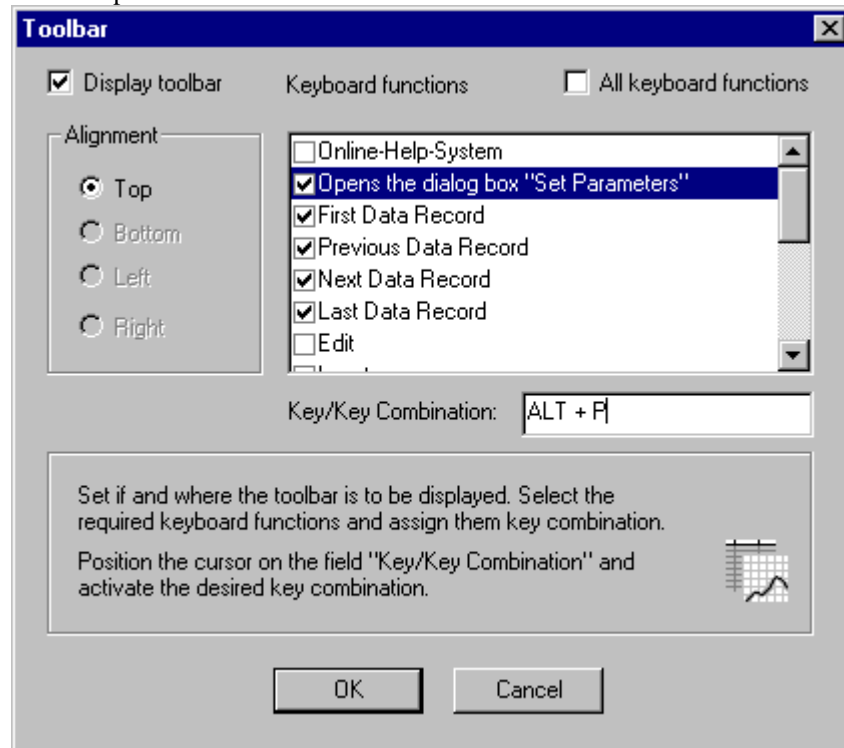 Toolbar
Display toolbar
Keyboard functions
All keyboard functions
Alignment
Top
Bottom
Left
Right
Online-Help-System
Opens the dialog box "Set Parameters"
First Data Record
Previous Data Record
Next Data Record
Last Data Record
Edit
Key/Key Combination:
ALT + P
Set if and where the toolbar is to be displayed. Select the
required keyboard functions and assign them key combination.
Position the cursor on the field "Key/Key Combination" and
activate the desired key combination.
OK
Cancel